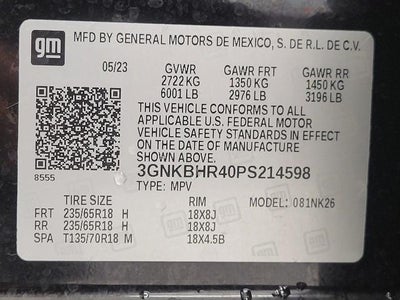 gm MFD BY GENERAL MOTORS DE MEXICO, S. DE R.L. DE C.V.
05/23 GVWR GAWR FRT GAWR RR
2722 KG 1350 KG 1450 KG
6001 LB 2976 LB 3196 LB
THIS VEHICLE CONFORMS TO ALL
APPLICABLE U.S. FEDERAL MOTOR
VEHICLE SAFETY STANDARDS IN EFFECT
ON THE DATE OF MANUFACTURE
SHOWN ABOVE.
8555 3GNKBHR40PS214598
TYPE: MPV
TIRE SIZE RIM MODEL: 081NK26
FRT 235/65R18 H 18X8J
RR 235/65R18 H 18X8J
SPA T135/70R18 M 18X4.5B